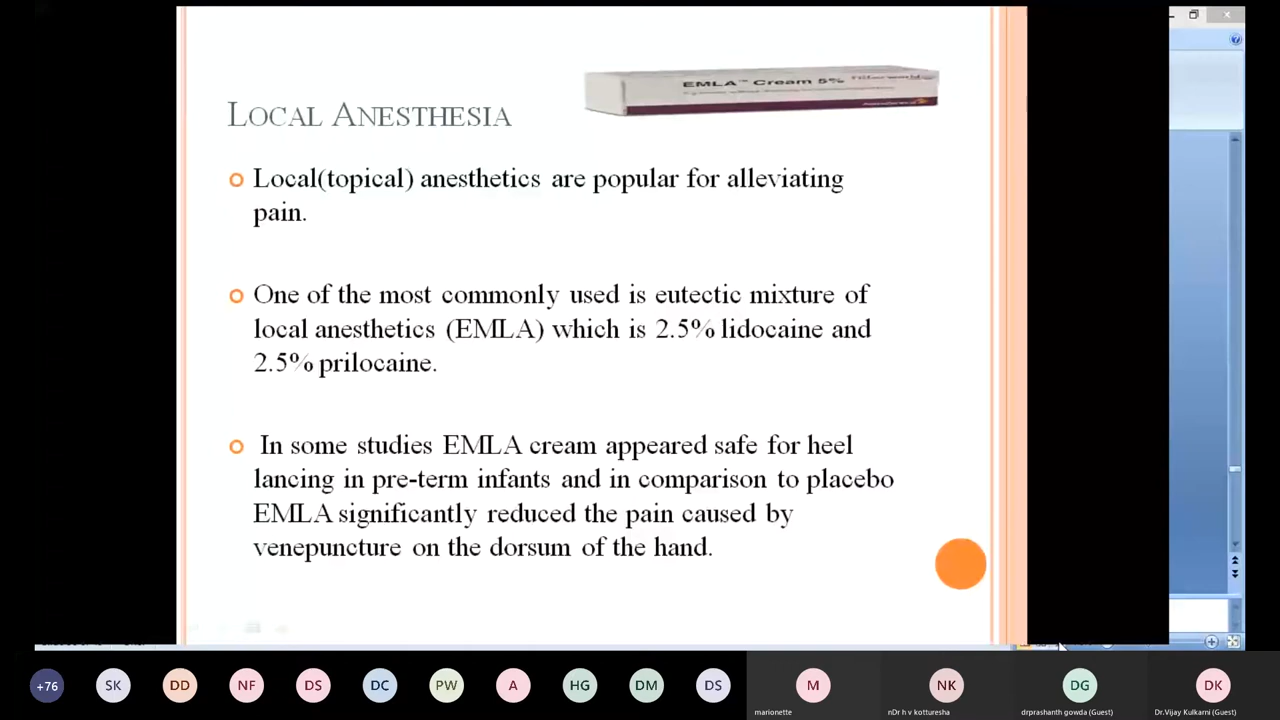 EMLA™ Cream 5%
LOCAL ANESTHESIA
Local(topical) anesthetics are popular for alleviating
pain.
One of the most commonly used is eutectic mixture of
local anesthetics (EMLA) which is 2.5% lidocaine and
2.5% prilocaine.
In some studies EMLA cream appeared safe for heel
lancing in pre-term infants and in comparison to placebo
EMLA significantly reduced the pain caused by
venepuncture on the dorsum of the hand.
+76 SK DD NF DS DC PW A HG DM DS M NK DG DK
marionette nDr h v kotturesha drprashanth gowda (Guest) Dr.Vijay Kulkarni (Guest)